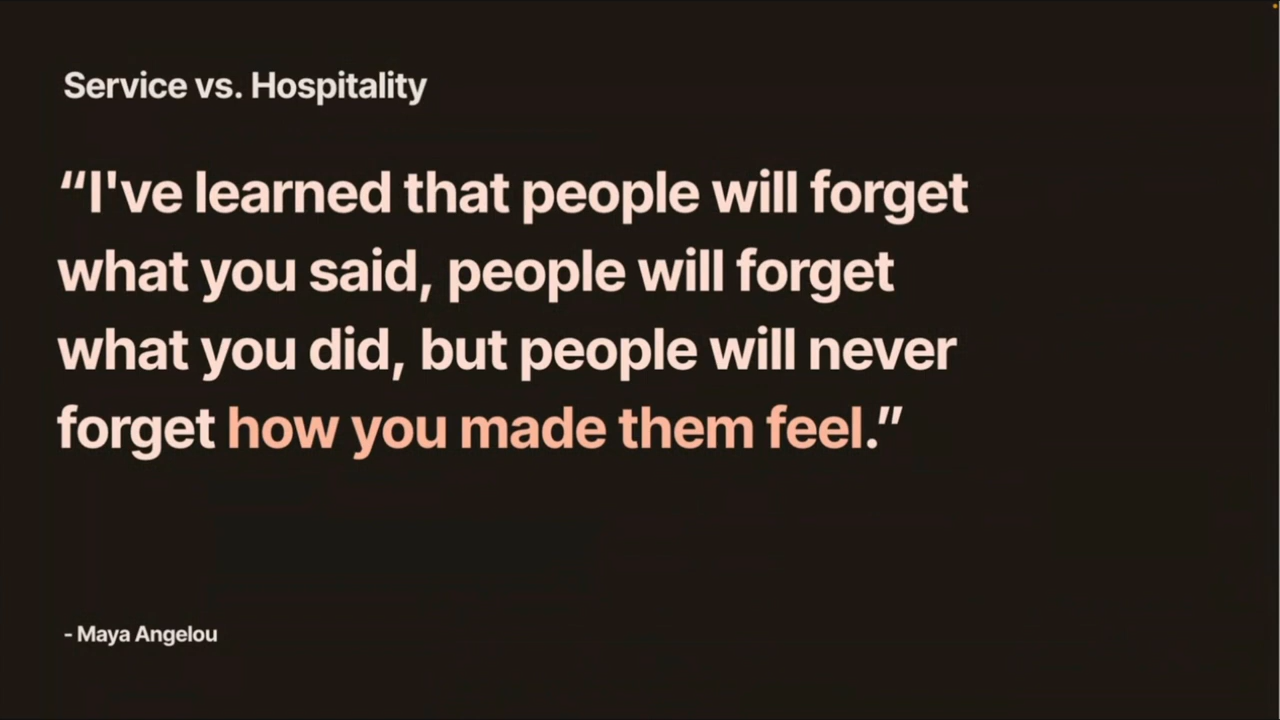 Service vs. Hospitality
“I've learned that people will forget
what you said, people will forget
what you did, but people will never
forget how you made them feel.”
- Maya Angelou